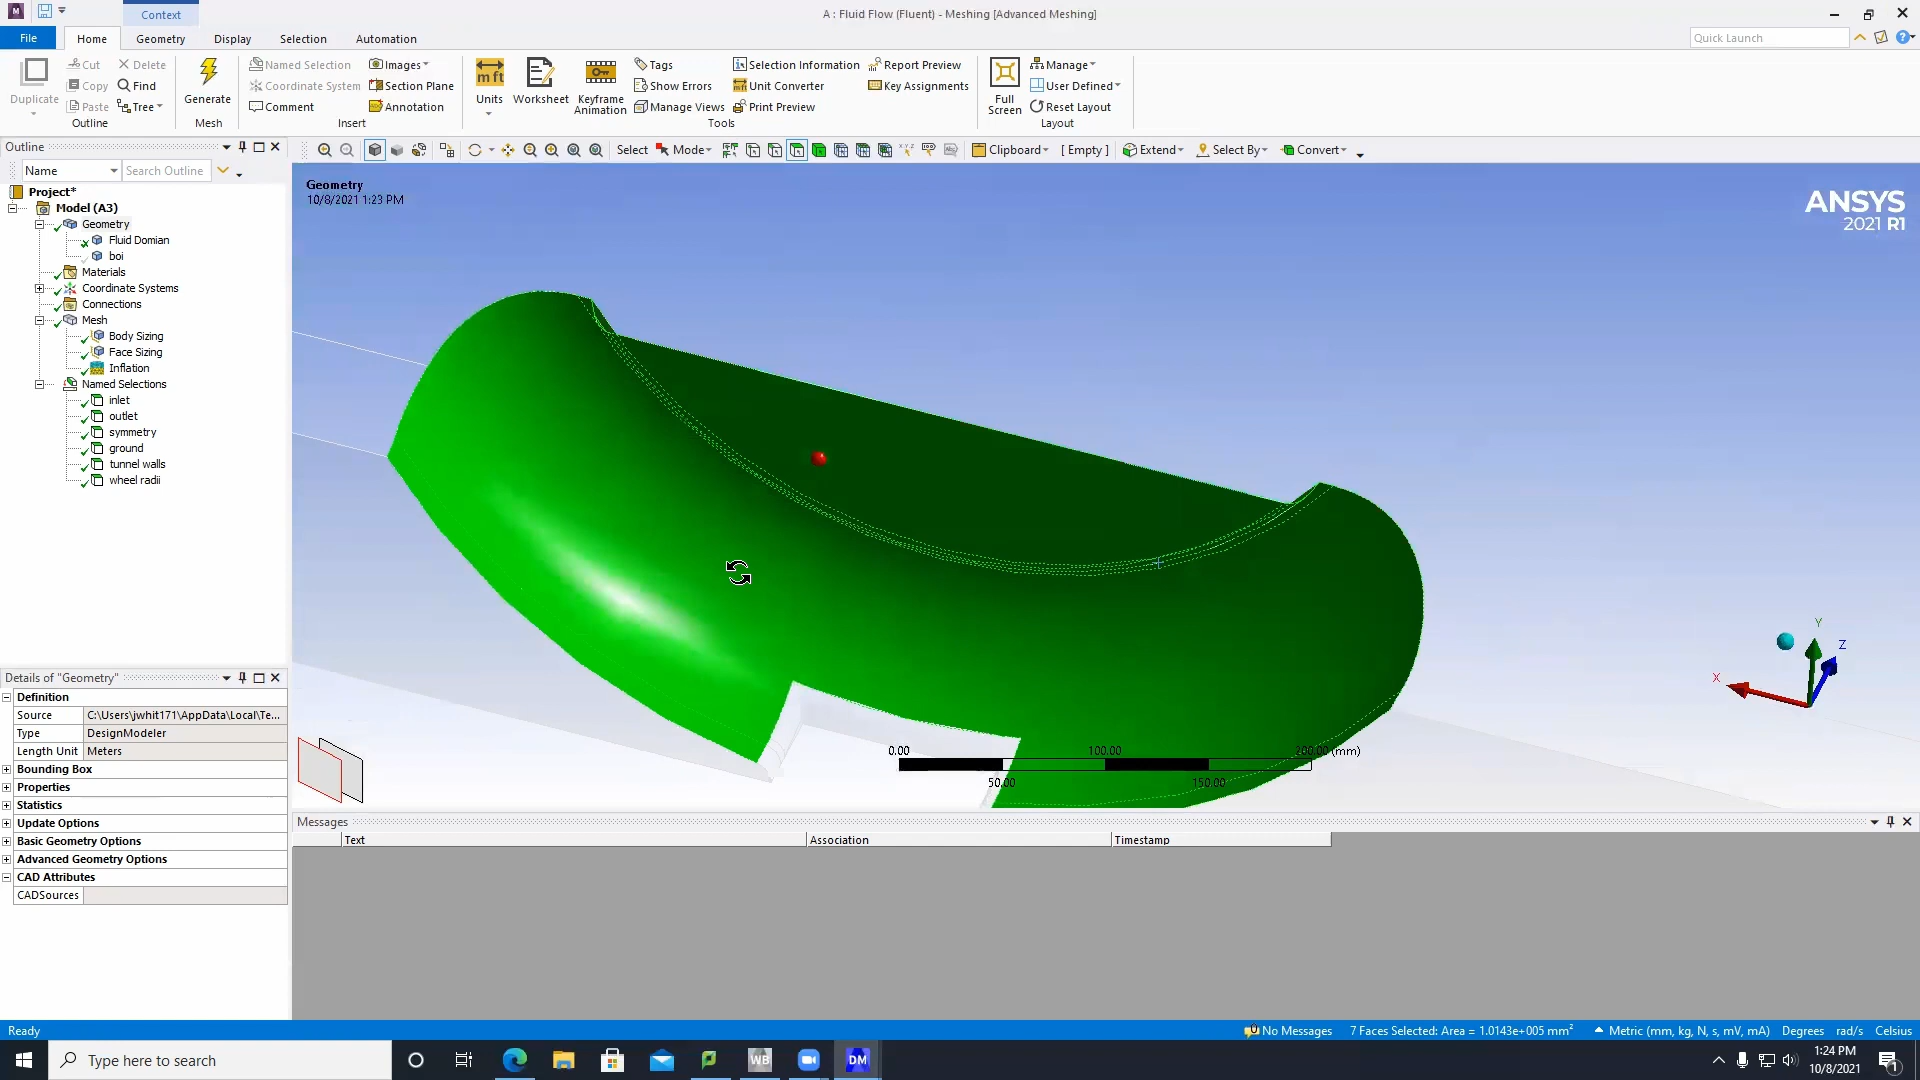 Context
A : Fluid Flow (Fluent) - Meshing [Advanced Meshing]
File Home Geometry Display Selection Automation
Quick Launch
Duplicate
Cut
Copy
Paste
Delete
Find
Tree
Outline
Generate
Mesh
Named Selection
Coordinate System
Comment
Images
Section Plane
Annotation
Insert
Units
Worksheet
Keyframe
Animation
Tags
Show Errors
Manage Views
Selection Information
Unit Converter
Print Preview
Report Preview
Key Assignments
Tools
Full
Screen
Manage
User Defined
Reset Layout
Layout
Select Mode Clipboard [ Empty ] Extend Select By Convert
Outline
Name Search Outline
Project*
Model (A3)
Geometry
Fluid Domian
boi
Materials
Coordinate Systems
Connections
Mesh
Body Sizing
Face Sizing
Inflation
Named Selections
inlet
outlet
symmetry
ground
tunnel walls
wheel radii
Geometry
10/8/2021 1:23 PM
ANSYS
2021 R1
Y
Z
X
0.00 100.00 200.00 (mm)
50.00 150.00
Details of "Geometry"
Definition
Source C:\Users\jwhit171\AppData\Local\Te...
Type DesignModeler
Length Unit Meters
Bounding Box
Properties
Statistics
Update Options
Basic Geometry Options
Advanced Geometry Options
CAD Attributes
CADSources
Messages
Text Association Timestamp
Ready
No Messages 7 Faces Selected: Area = 1.0143e+005 mm² Metric (mm, kg, N, s, mV, mA) Degrees rad/s Celsius
Type here to search
WB
DM
1:24 PM
10/8/2021
1